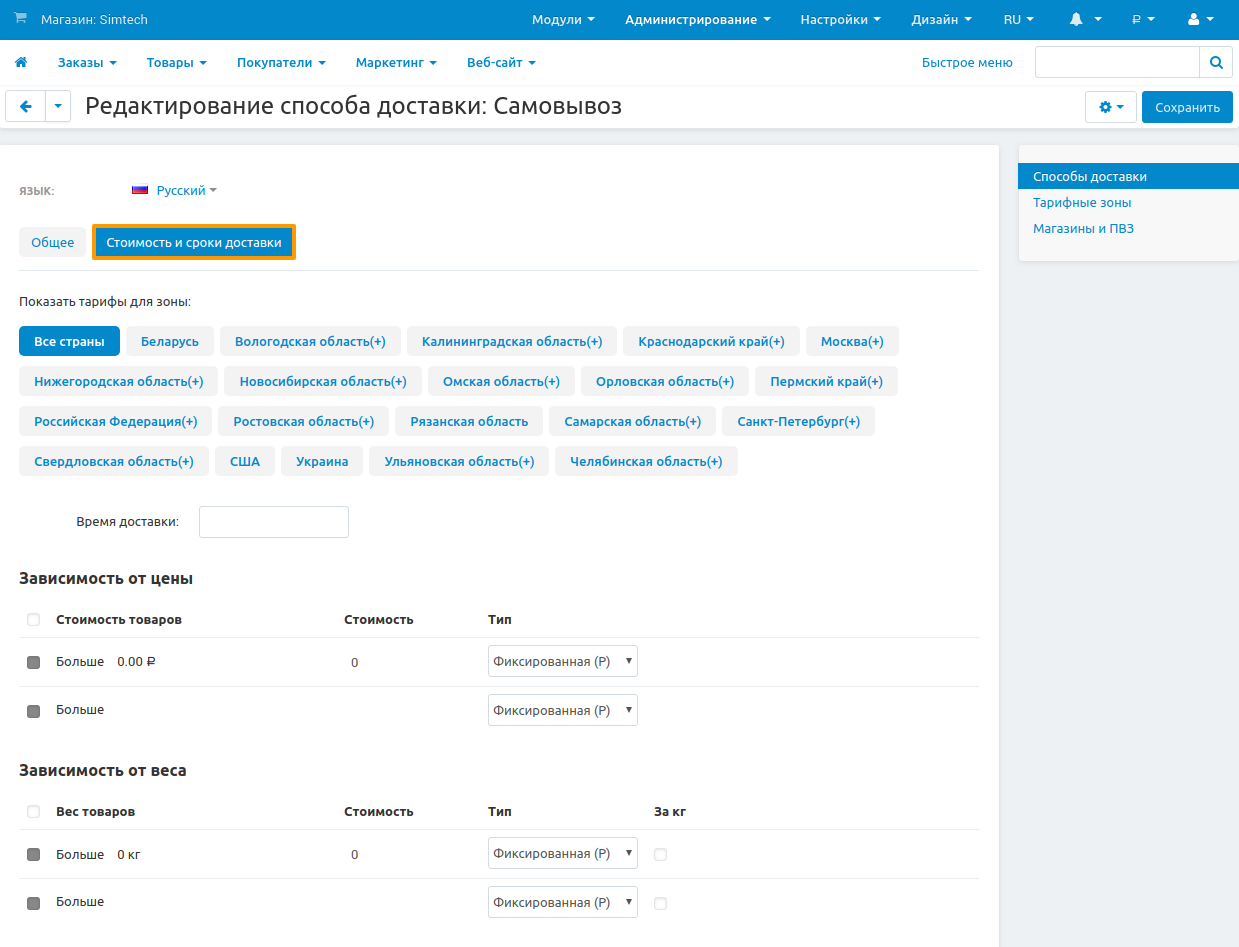 Магазин: Simtech Модули Администрирование Настройки Дизайн RU ₽
Заказы Товары Покупатели Маркетинг Веб-сайт Быстрое меню
Редактирование способа доставки: Самовывоз Сохранить
язык: Русский
Способы доставки
Тарифные зоны
Магазины и ПВЗ
Общее Стоимость и сроки доставки
Показать тарифы для зоны:
Все страны Беларусь Вологодская область(+) Калининградская область(+) Краснодарский край(+) Москва(+)
Нижегородская область(+) Новосибирская область(+) Омская область(+) Орловская область(+) Пермский край(+)
Российская Федерация(+) Ростовская область(+) Рязанская область Самарская область(+) Санкт-Петербург(+)
Свердловская область(+) США Украина Ульяновская область(+) Челябинская область(+)
Время доставки:
Зависимость от цены
Стоимость товаров Стоимость Тип
Больше 0.00 ₽ 0 Фиксированная (Р)
Больше Фиксированная (Р)
Зависимость от веса
Вес товаров Стоимость Тип За кг
Больше 0 кг 0 Фиксированная (Р)
Больше Фиксированная (Р)